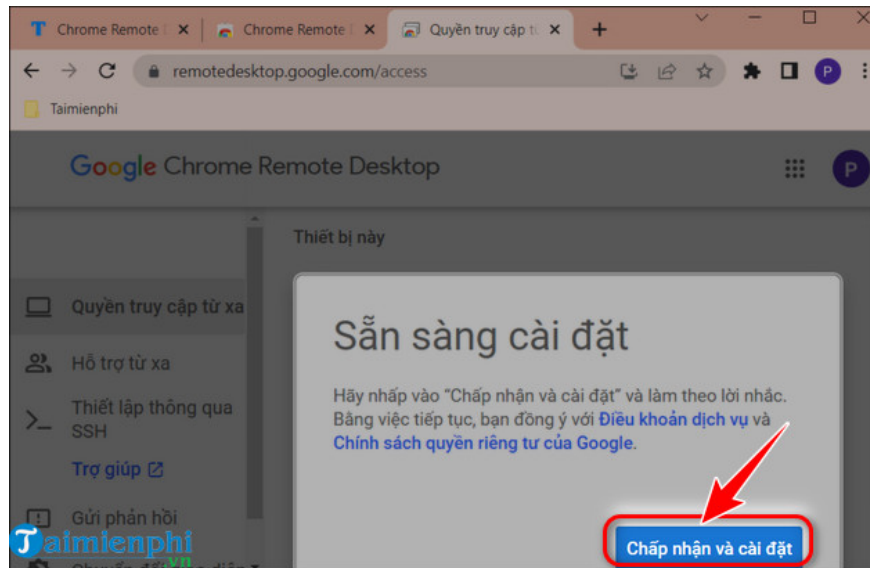 Chrome Remote
Chrome Remote
Quyền truy cập
remotedesktop.google.com/access
P
Taimienphi
Google Chrome Remote Desktop
P
Thiết bị này
Quyền truy cập từ xa
Hỗ trợ từ xa
Thiết lập thông qua
SSH
Trợ giúp
Gửi phản hồi
Sẵn sàng cài đặt
Hãy nhấp vào "Chấp nhận và cài đặt" và làm theo lời nhắc.
Bằng việc tiếp tục, bạn đồng ý với Điều khoản dịch vụ và
Chính sách quyền riêng tư của Google.
Chấp nhận và cài đặt
Taimienphi
.vn